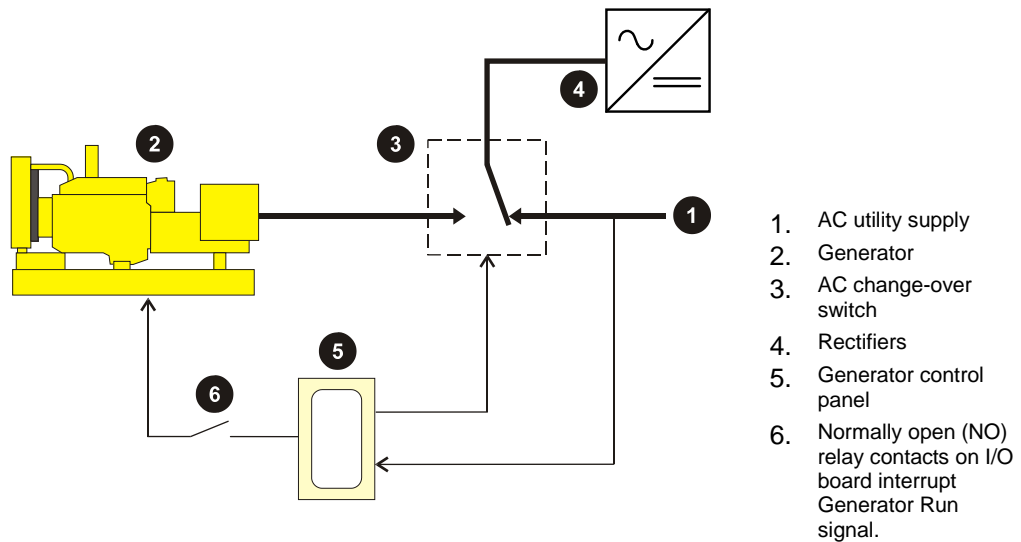 4
2
3
1
5
6
1. AC utility supply
2. Generator
3. AC change-over
switch
4. Rectifiers
5. Generator control
panel
6. Normally open (NO)
relay contacts on I/O
board interrupt
Generator Run
signal.